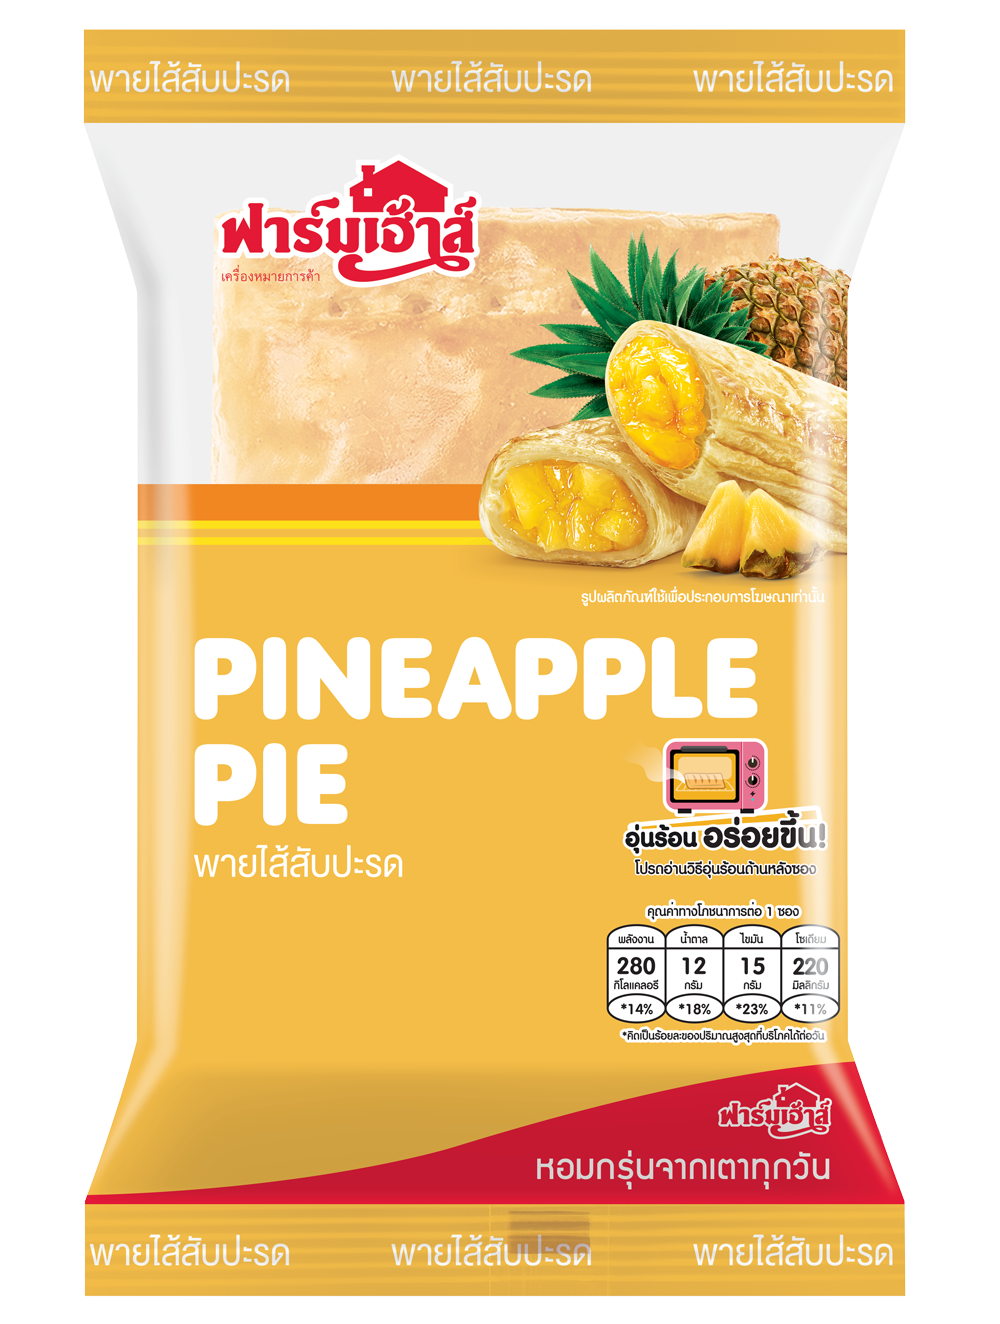 พายไส้สับปะรด พายไส้สับปะรด พายไส้สับปะรด
ฟาร์มเฮ้าส์
เครื่องหมายการค้า
รูปผลิตภัณฑ์ใช้เพื่อประกอบการโฆษณาเท่านั้น
PINEAPPLE
PIE
พายไส้สับปะรด
อุ่นร้อน อร่อยขึ้น!
โปรดอ่านวิธีอุ่นร้อนด้านหลังซอง
คุณค่าทางโภชนาการต่อ 1 ซอง
พลังงาน น้ำตาล ไขมัน โซเดียม
280 12 15 220
กิโลแคลอรี กรัม กรัม มิลลิกรัม
*14% *18% *23% *11%
*คิดเป็นร้อยละของปริมาณสูงสุดที่บริโภคได้ต่อวัน
ฟาร์มเฮ้าส์
หอมกรุ่นจากเตาทุกวัน
พายไส้สับปะรด พายไส้สับปะรด พายไส้สับปะรด